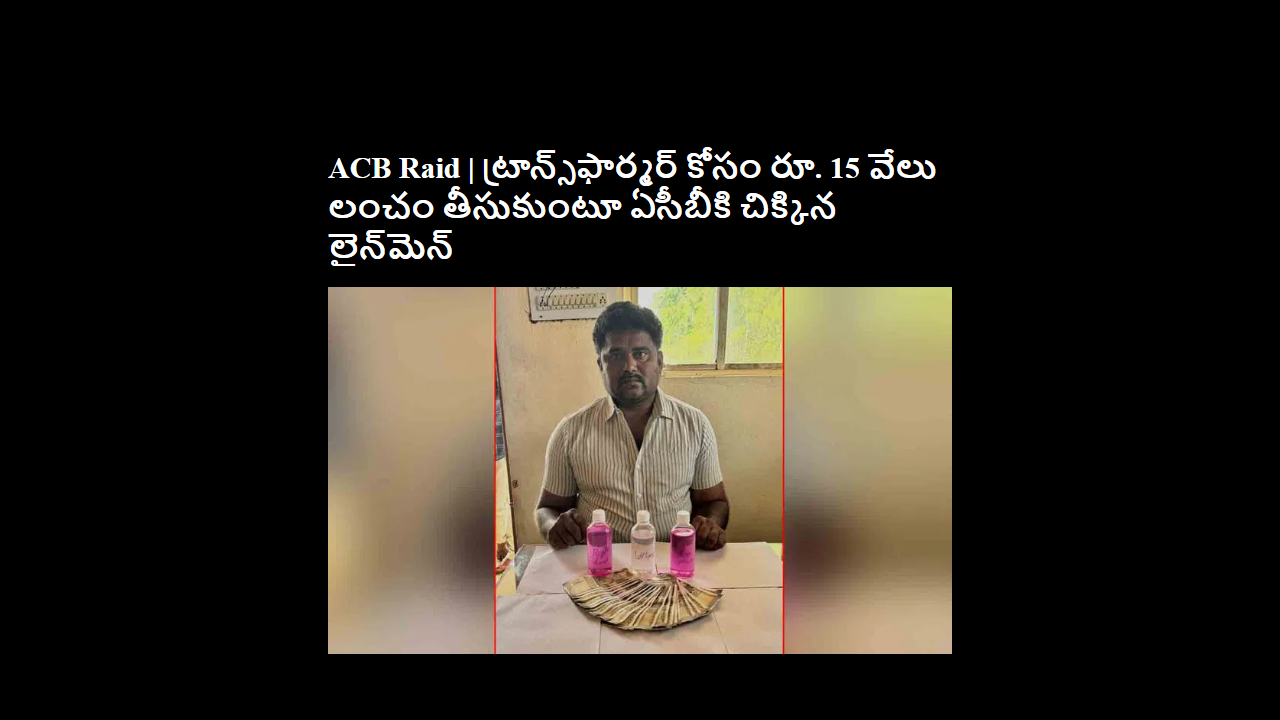 ACB Raid | ట్రాన్స్‌ఫార్మర్ కోసం రూ. 15 వేలు
లంచం తీసుకుంటూ ఏసీబీకి చిక్కిన
లైన్‌మెన్